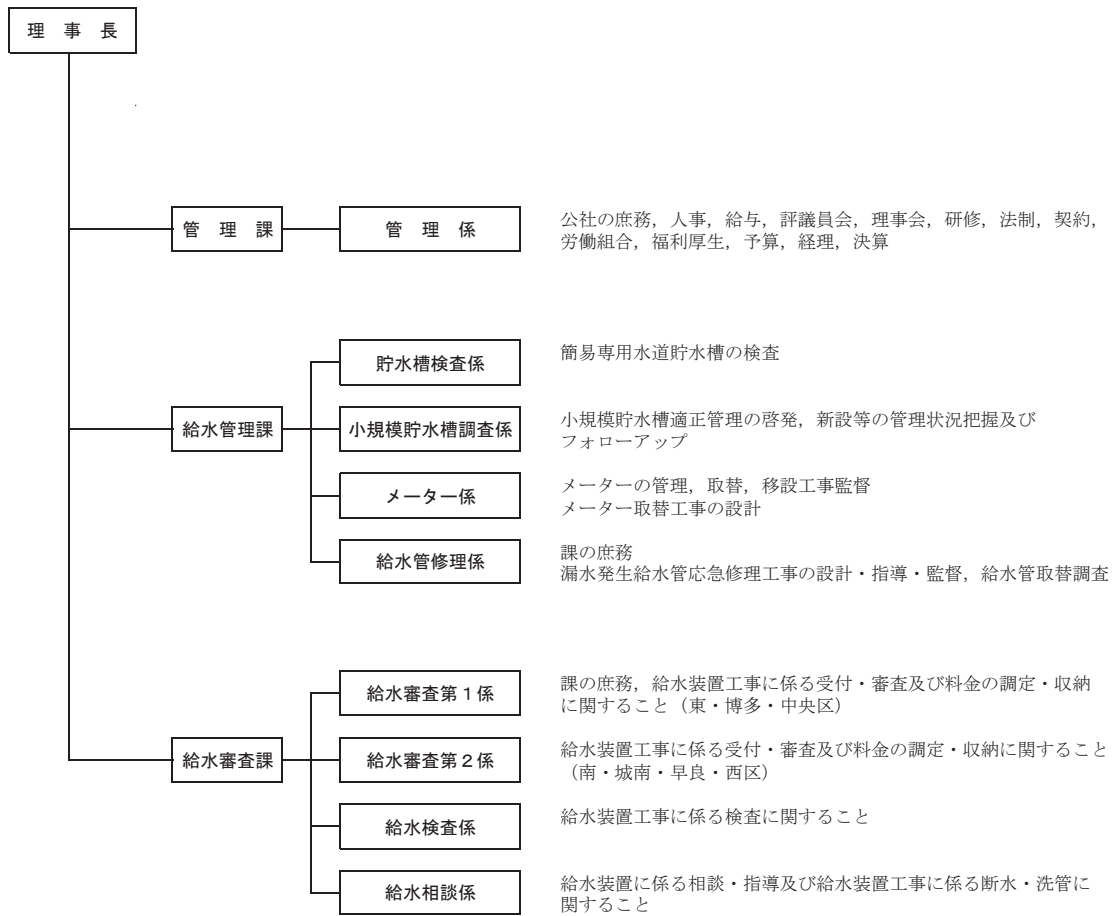 理事長
管理課
管理係
公社の庶務，人事，給与，評議員会，理事会，研修，法制，契約，
労働組合，福利厚生，予算，経理，決算
給水管理課
貯水槽検査係
簡易専用水道貯水槽の検査
小規模貯水槽調査係
小規模貯水槽適正管理の啓発，新設等の管理状況把握及び
フォローアップ
メーター係
メーターの管理，取替，移設工事監督
メーター取替工事の設計
給水管修理係
課の庶務
漏水発生給水管応急修理工事の設計・指導・監督，給水管取替調査
給水審査課
給水審査第１係
課の庶務，給水装置工事に係る受付・審査及び料金の調定・収納
に関すること（東・博多・中央区）
給水審査第２係
給水装置工事に係る受付・審査及び料金の調定・収納に関すること
（南・城南・早良・西区）
給水検査係
給水装置工事に係る検査に関すること
給水相談係
給水装置に係る相談・指導及び給水装置工事に係る断水・洗管に
関すること